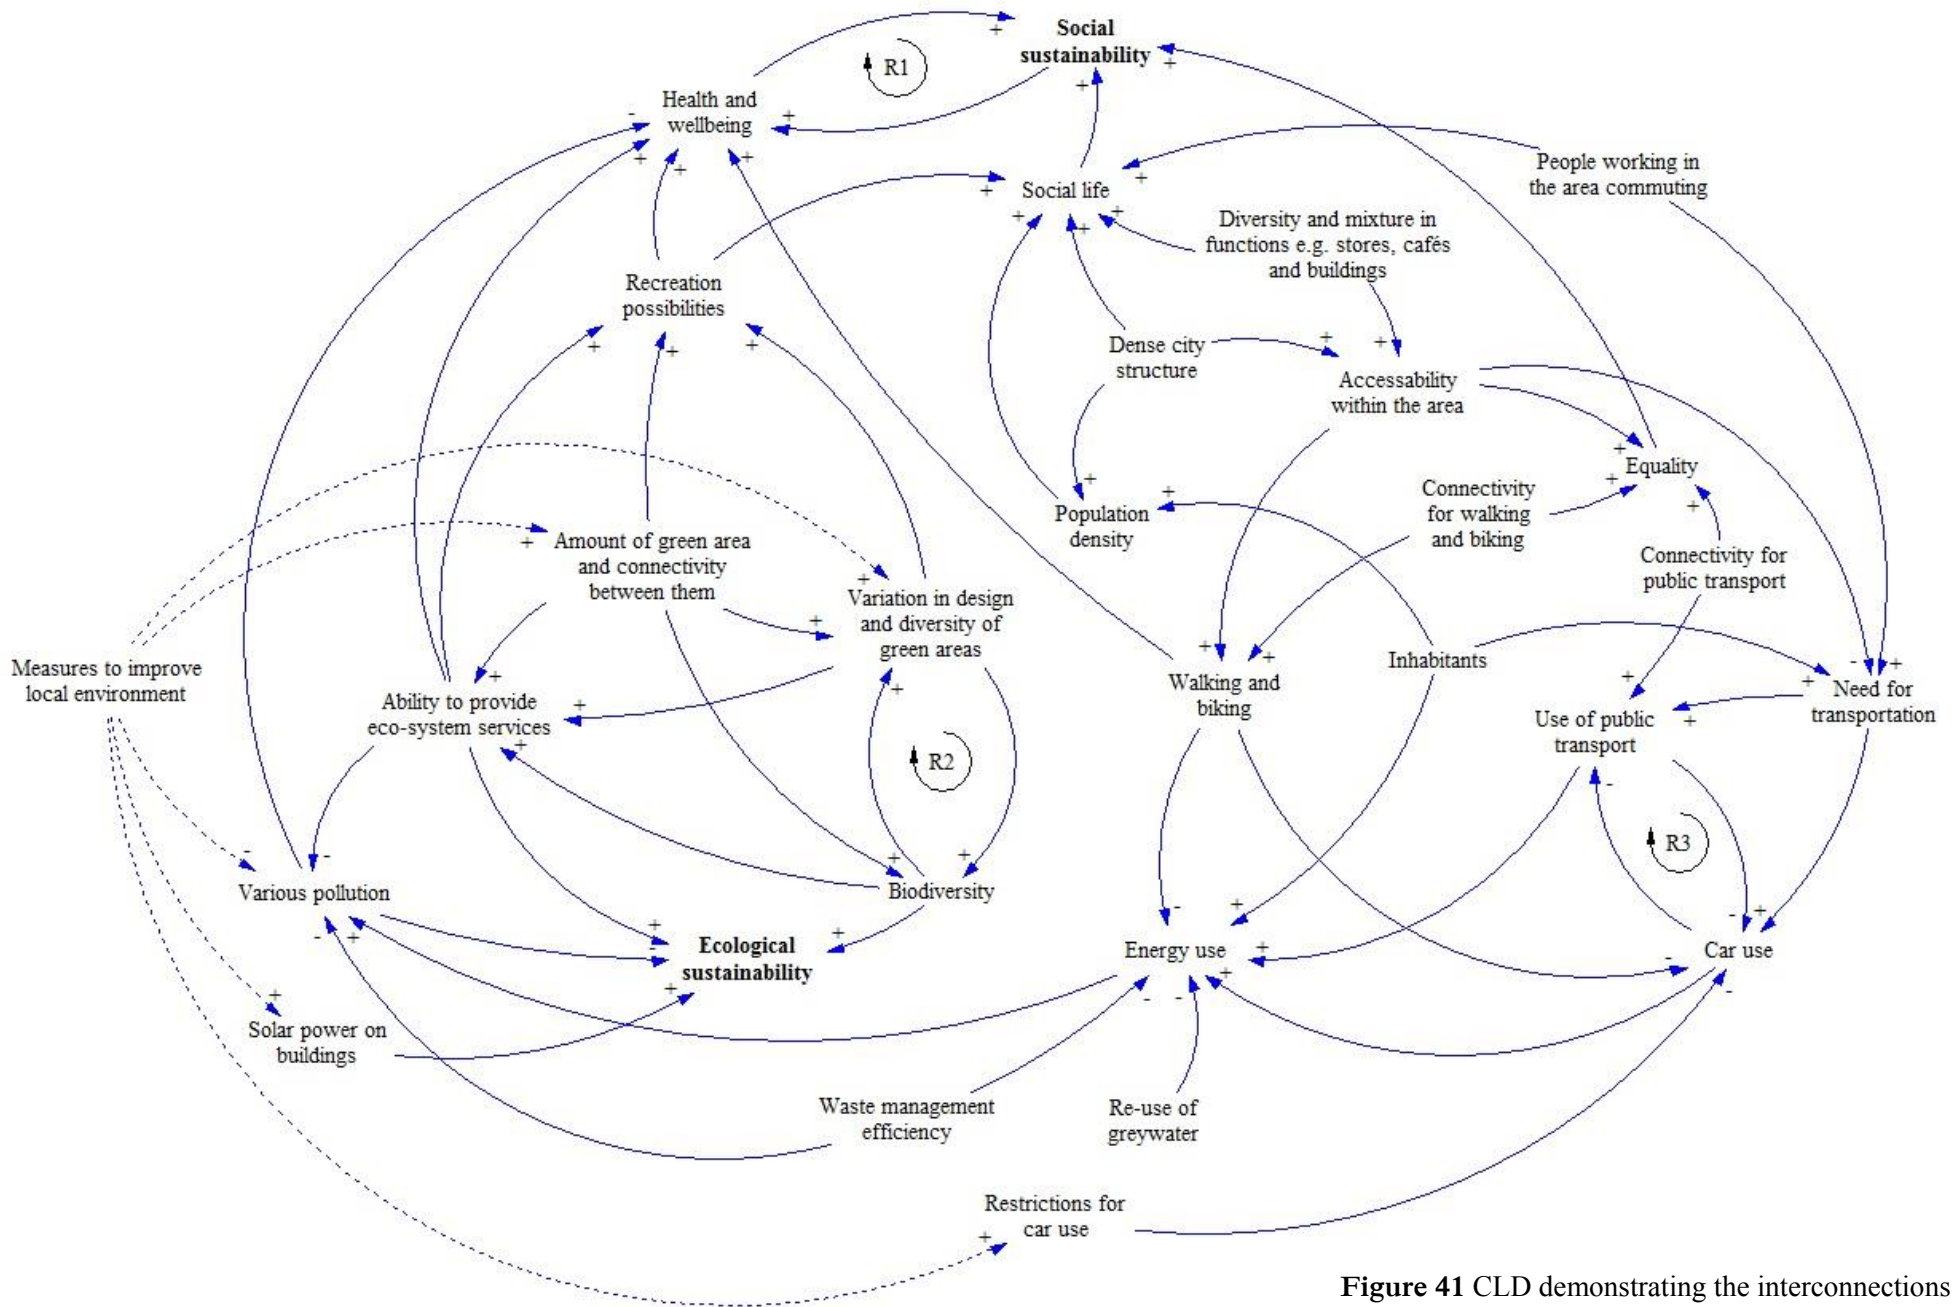 Social
sustainability
R1
Health and
wellbeing
People working in
the area commuting
Social life
Diversity and mixture in
functions e.g. stores, cafés
and buildings
Recreation
possibilities
Dense city
structure
Accessability
within the area
Equality
Connectivity
for walking
and biking
Population
density
Connectivity for
public transport
Amount of green area
and connectivity
between them
Variation in design
and diversity of
green areas
Inhabitants
Measures to improve
local environment
Ability to provide
eco-system services
Walking and
biking
Need for
transportation
Use of public
transport
R2
R3
Various pollution
Biodiversity
Ecological
sustainability
Energy use
Car use
Solar power on
buildings
Waste management
efficiency
Re-use of
greywater
Restrictions for
car use
Figure 41 CLD demonstrating the interconnections